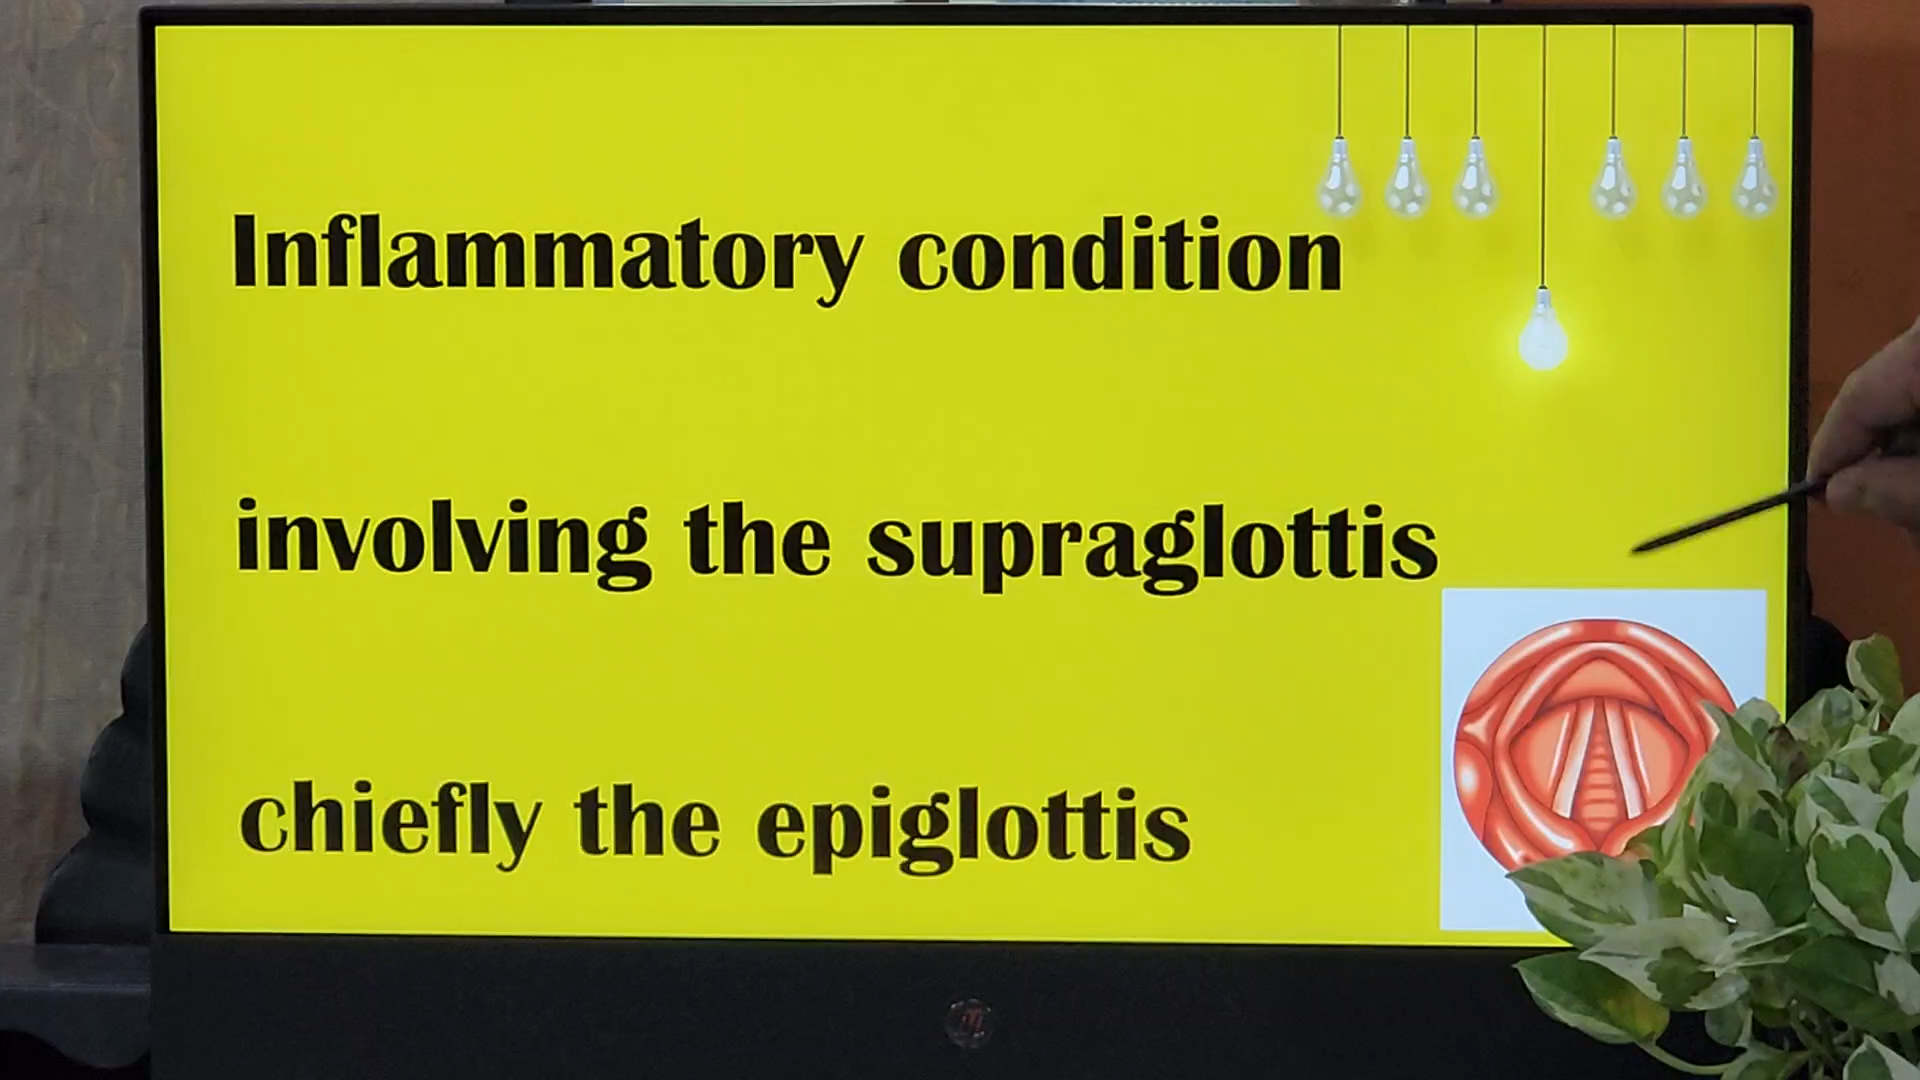 Inflammatory condition
involving the supraglottis
chiefly the epiglottis